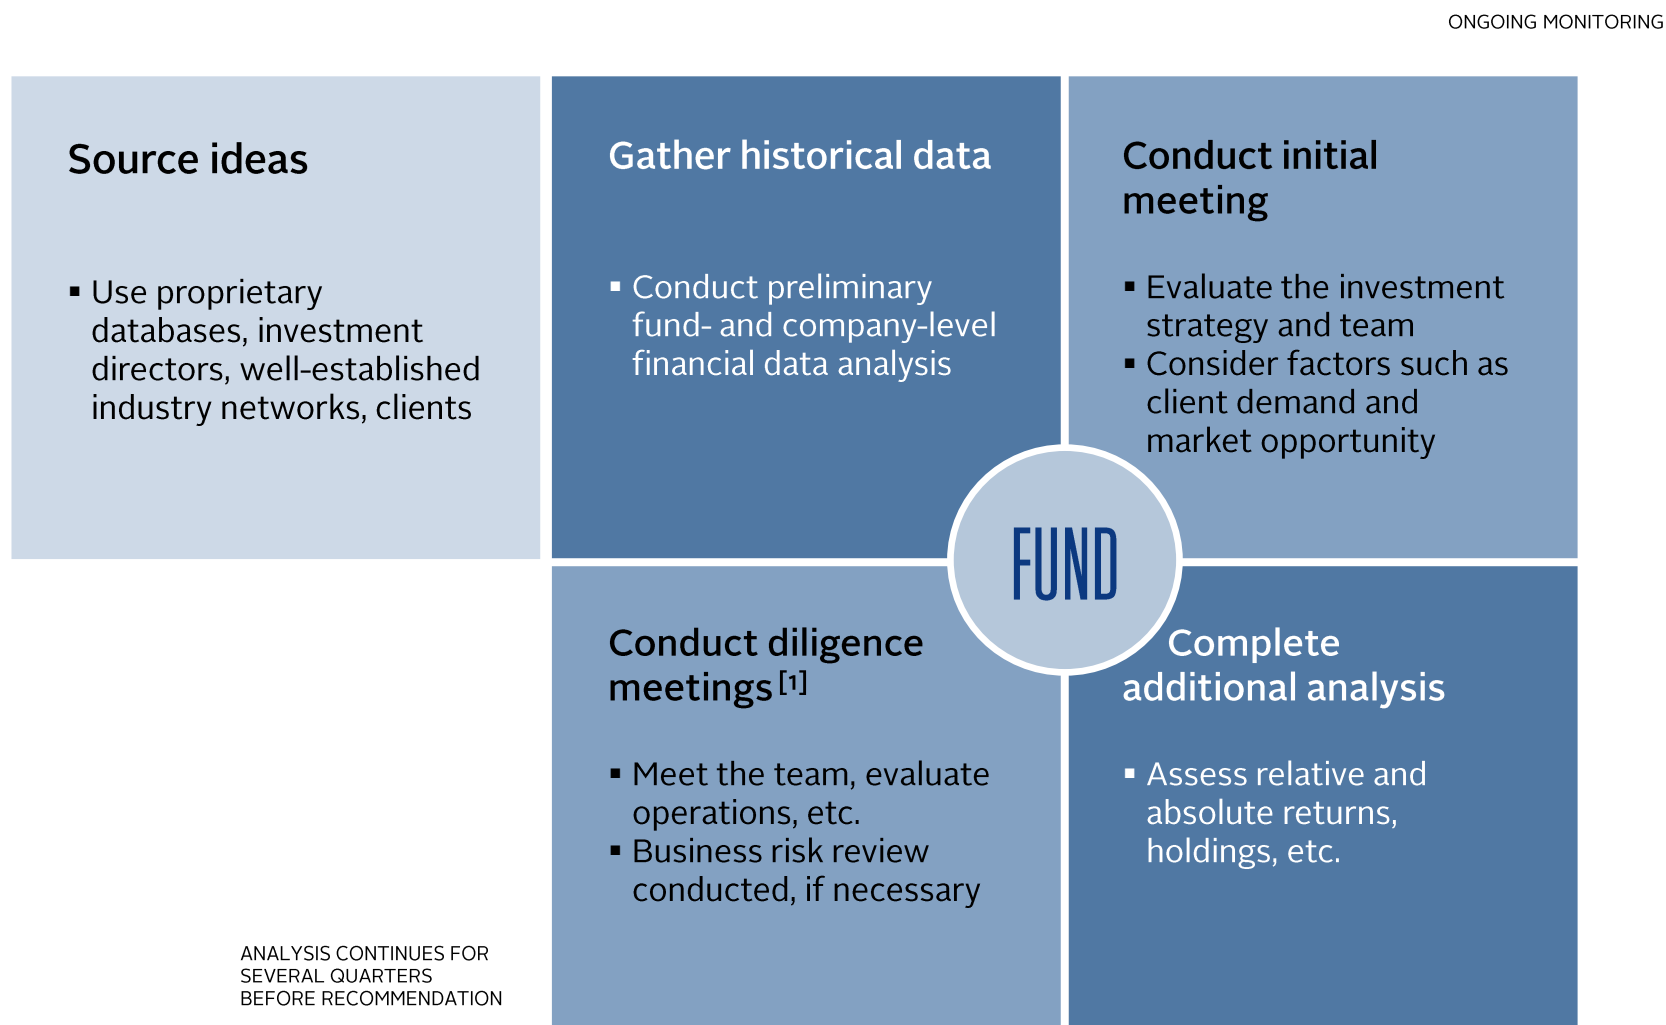 ONGOING MONITORING
Source ideas
▪ Use proprietary
databases, investment
directors, well-established
industry networks, clients
Gather historical data
▪ Conduct preliminary
fund- and company-level
financial data analysis
Conduct initial
meeting
▪ Evaluate the investment
strategy and team
▪ Consider factors such as
client demand and
market opportunity
FUND
Conduct diligence
meetings [1]
▪ Meet the team, evaluate
operations, etc.
▪ Business risk review
conducted, if necessary
Complete
additional analysis
▪ Assess relative and
absolute returns,
holdings, etc.
ANALYSIS CONTINUES FOR
SEVERAL QUARTERS
BEFORE RECOMMENDATION